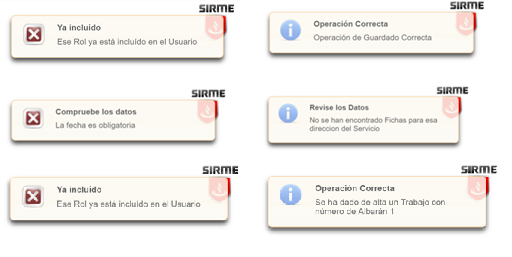 SIRME
Ya incluido
Ese Rol ya está incluido en el Usuario
SIRME
Operación Correcta
Operación de Guardado Correcta
SIRME
Compruebe los datos
La fecha es obligatoria
SIRME
Revise los Datos
No se han encontrado Fichas para esa
direccion del Servicio
SIRME
Ya incluido
Ese Rol ya está incluido en el Usuario
SIRME
Operación Correcta
Se ha dado de alta un Trabajo con
número de Albarán 1